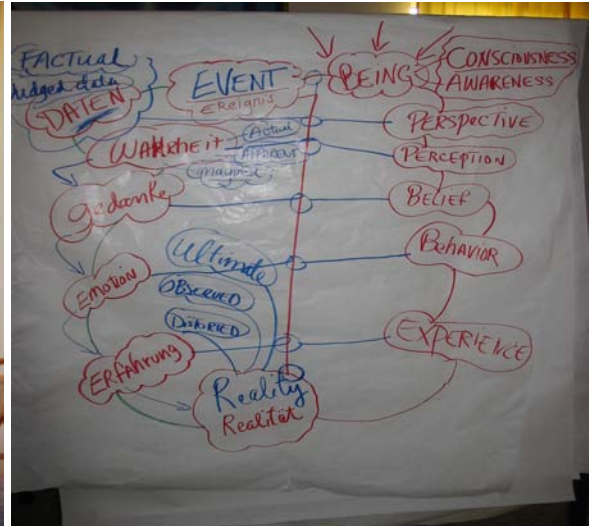 FACTUAL
Judged data
DATEN
EVENT
EReignis
BEING
CONSCIOUSNESS
AWARENESS
WAHRheit
Actual
APPARENT
Imagined
PERSPECTIVE
PERCEPTION
Gedanke
BELIEF
Ultimate
Behavior
EMOTION
OBSERVED
DISTORTED
ERFAHRUNG
EXPERIENCE
Reality
Realität